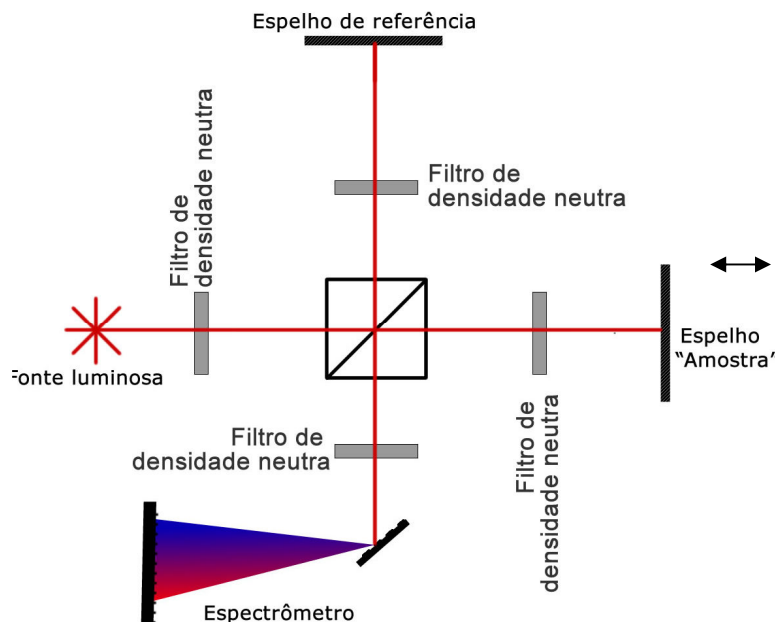 Espelho de referência
Filtro de
densidade neutra
Filtro de
densidade neutra
Fonte luminosa
Espelho
"Amostra'
Filtro de
densidade neutra
Filtro de
densidade neutra
Espectrômetro